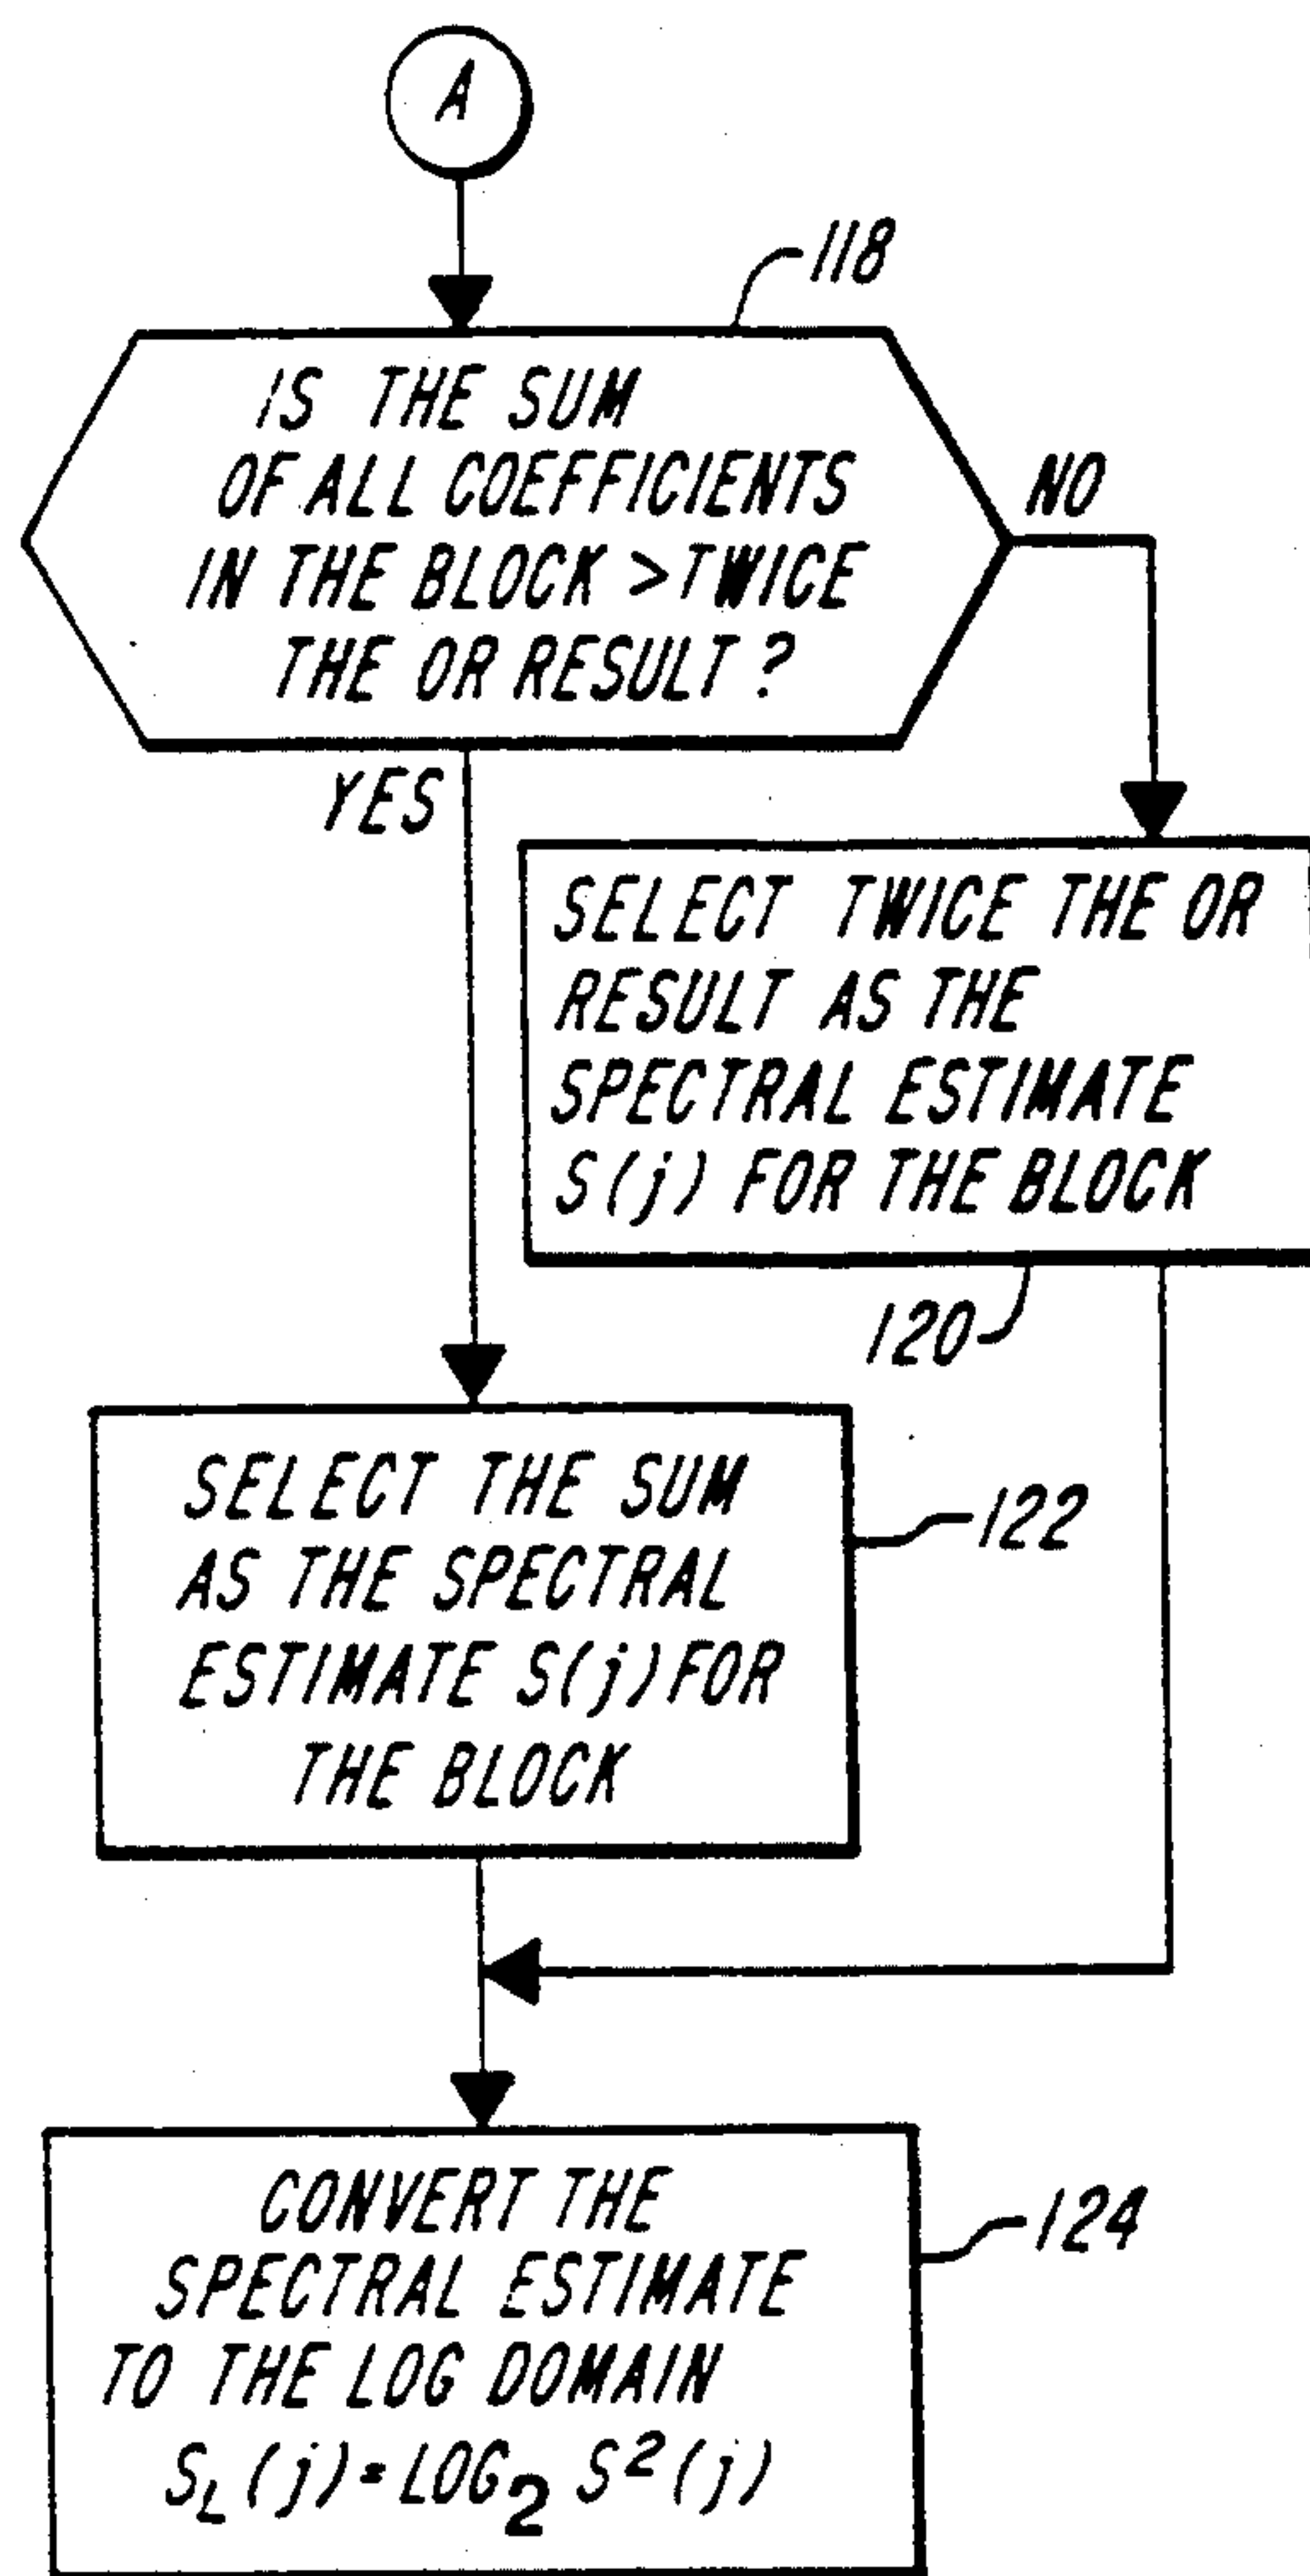 A
118
IS THE SUM
OF ALL COEFFICIENTS
IN THE BLOCK > TWICE
THE OR RESULT ?
NO
YES
SELECT TWICE THE OR
RESULT AS THE
SPECTRAL ESTIMATE
S(j) FOR THE BLOCK
120
SELECT THE SUM
AS THE SPECTRAL
ESTIMATE S(j) FOR
THE BLOCK
122
CONVERT THE
SPECTRAL ESTIMATE
TO THE LOG DOMAIN
S_L(j) = LOG₂ S²(j)
124